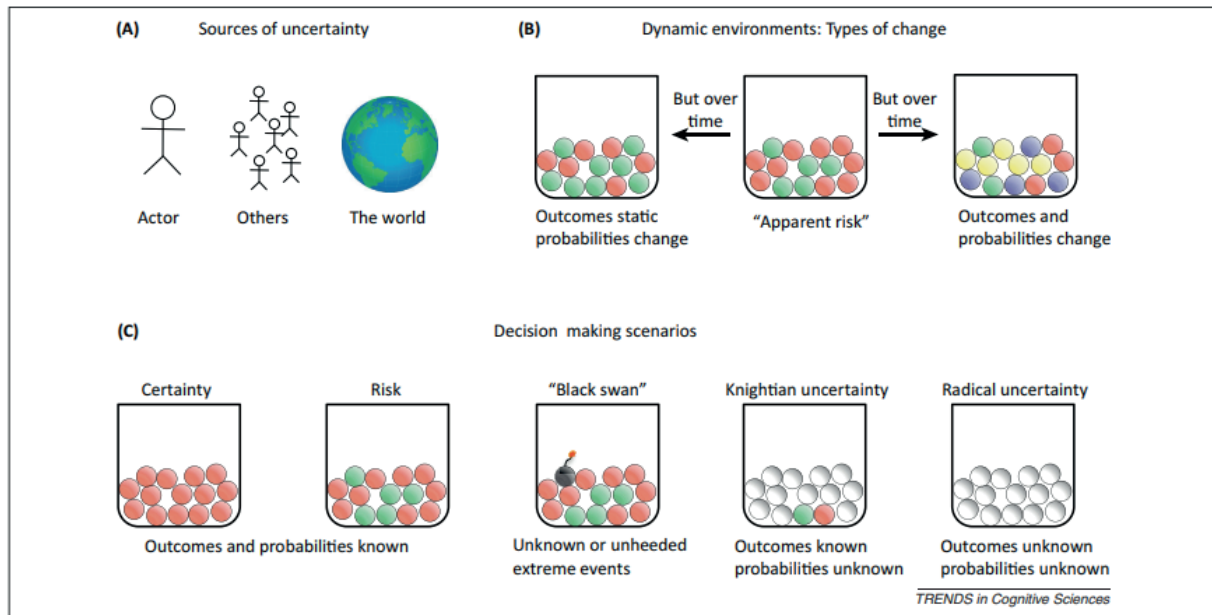 (A) Sources of uncertainty
Actor
Others
The world
(B) Dynamic environments: Types of change
But over
time
But over
time
Outcomes static
probabilities change
“Apparent risk”
Outcomes and
probabilities change
(C) Decision making scenarios
Certainty
Risk
“Black swan”
Knightian uncertainty
Radical uncertainty
Outcomes and probabilities known
Unknown or unheeded
extreme events
Outcomes known
probabilities unknown
Outcomes unknown
probabilities unknown
TRENDS in Cognitive Sciences